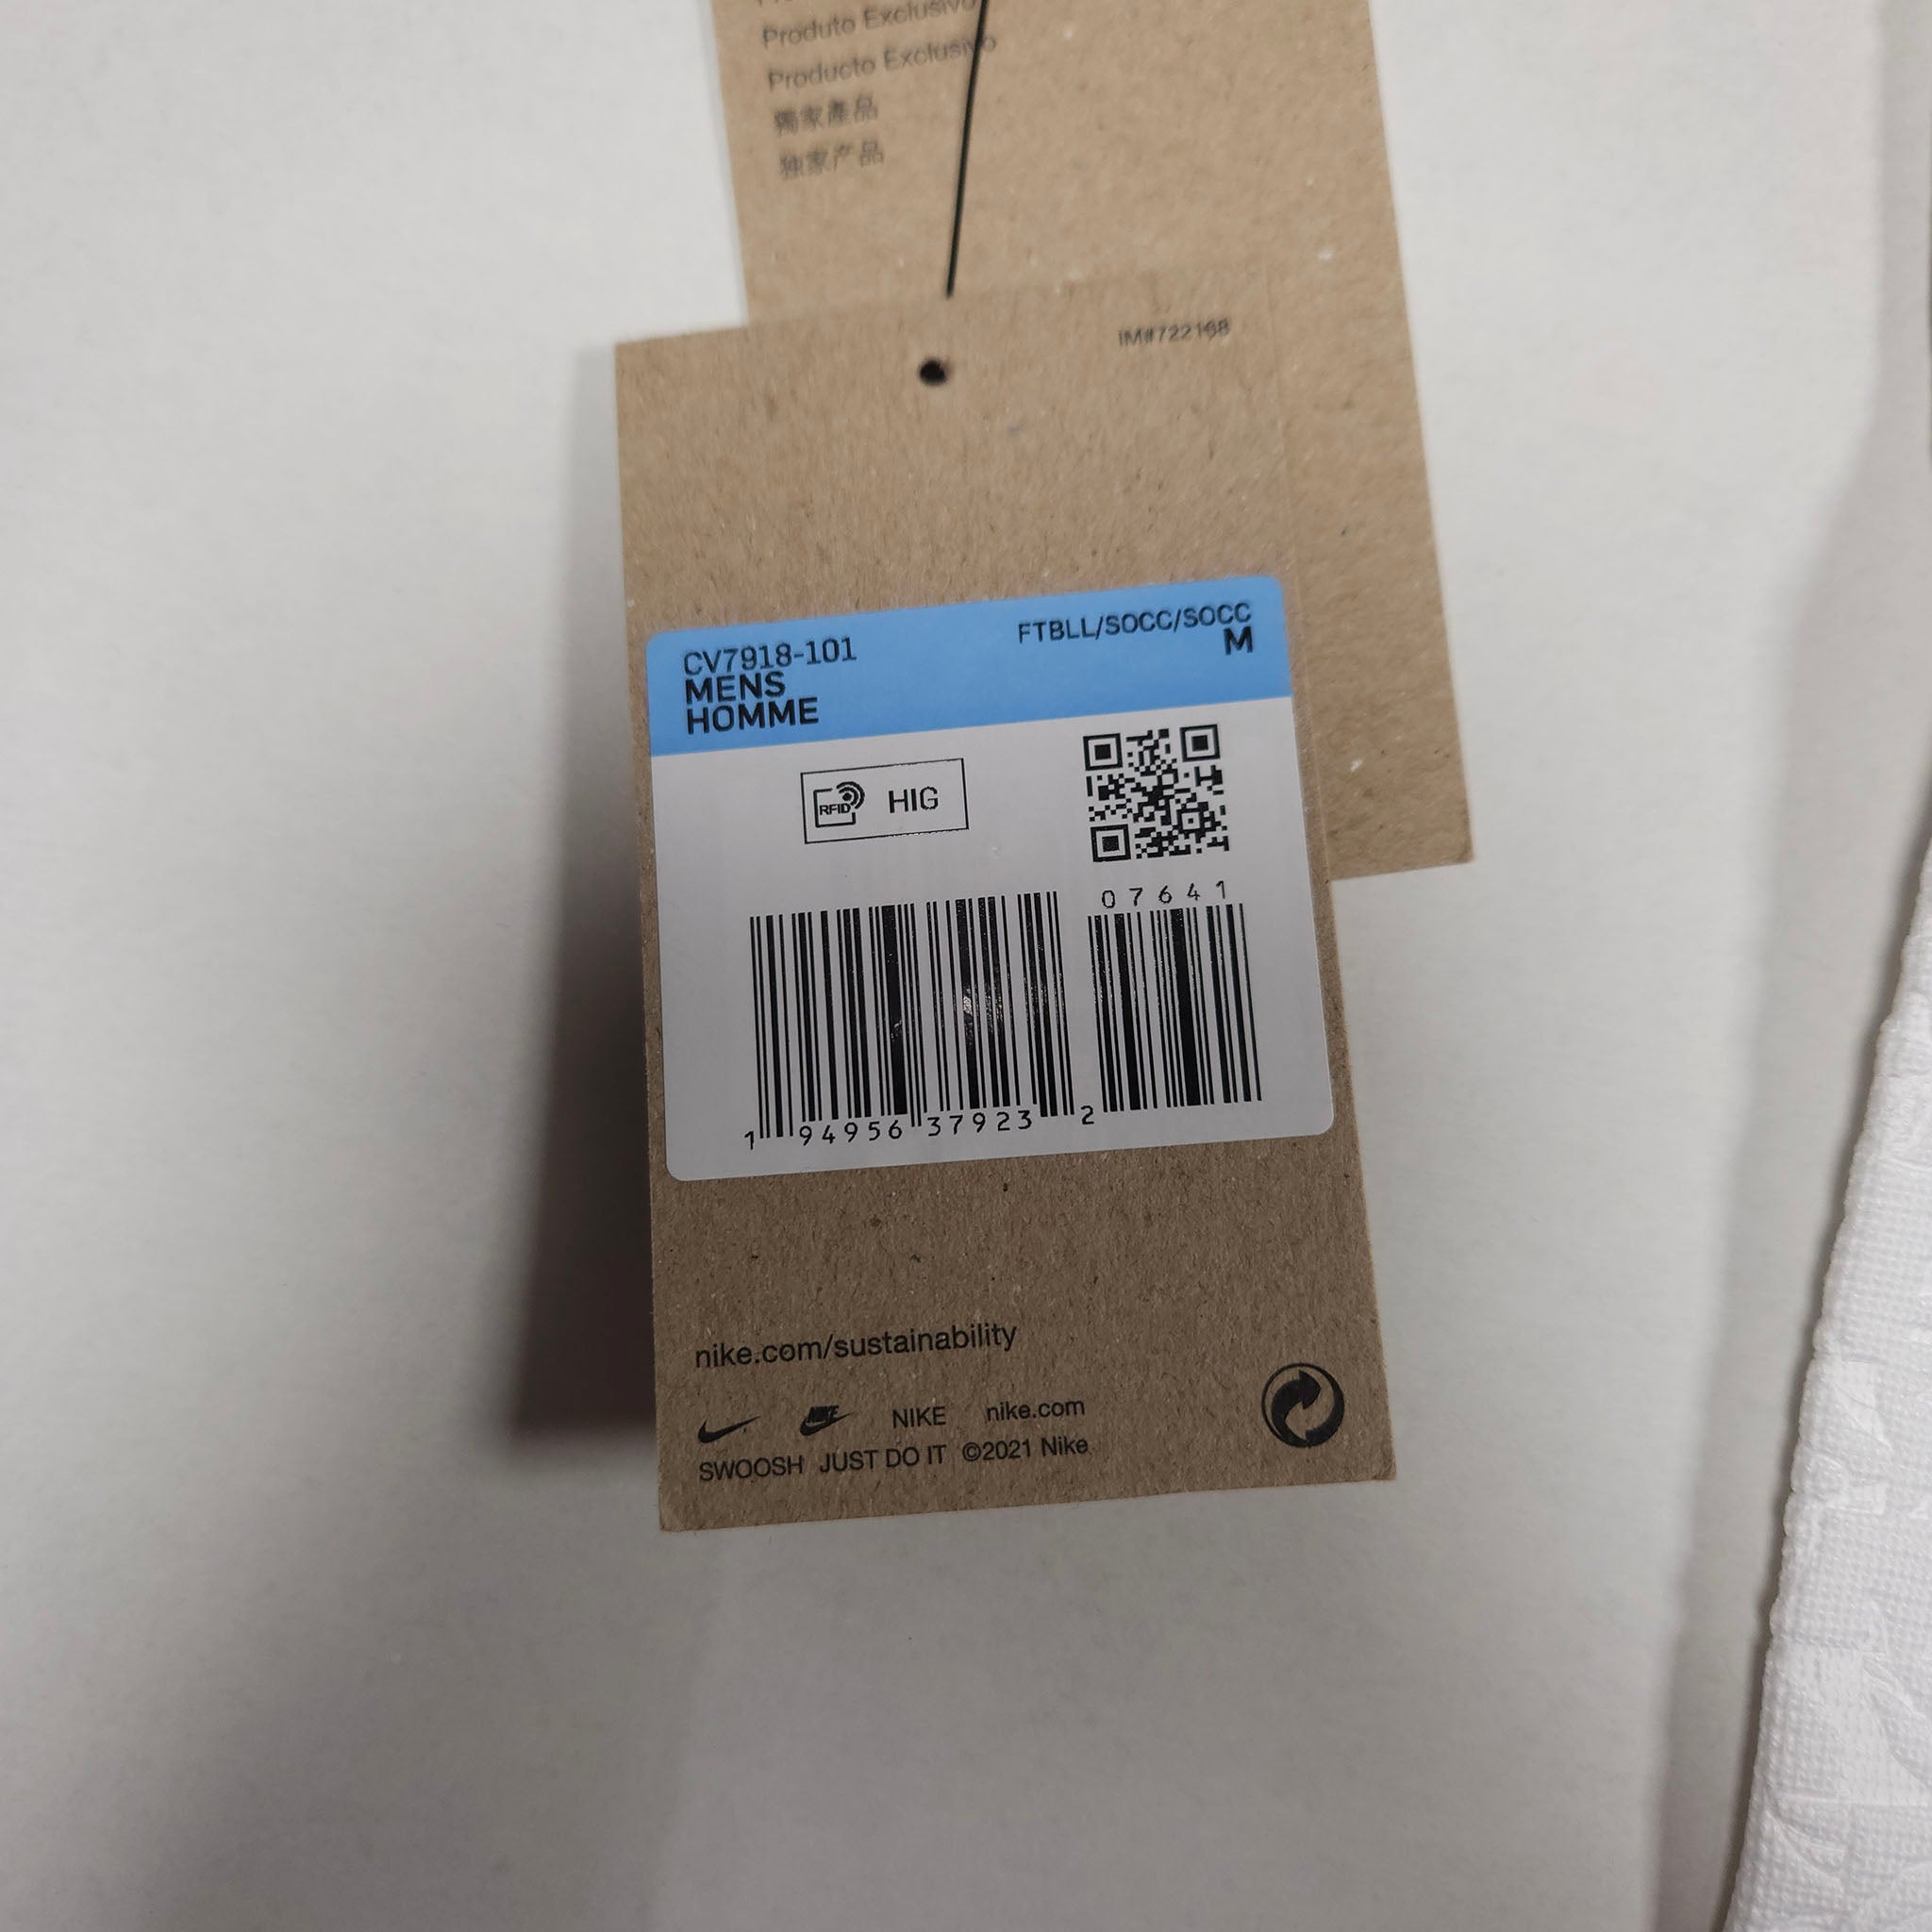 Produto Exclusivo
Producto Exclusivo
獨家產品
独家产品
IM#722168
CV7918-101
FTBLL/SOCC/SOCC
MENS
M
HOMME
RFID HIG
07641
1 94956 37923 2
nike.com/sustainability
NIKE NIKE nike.com
SWOOSH JUST DO IT ©2021 Nike